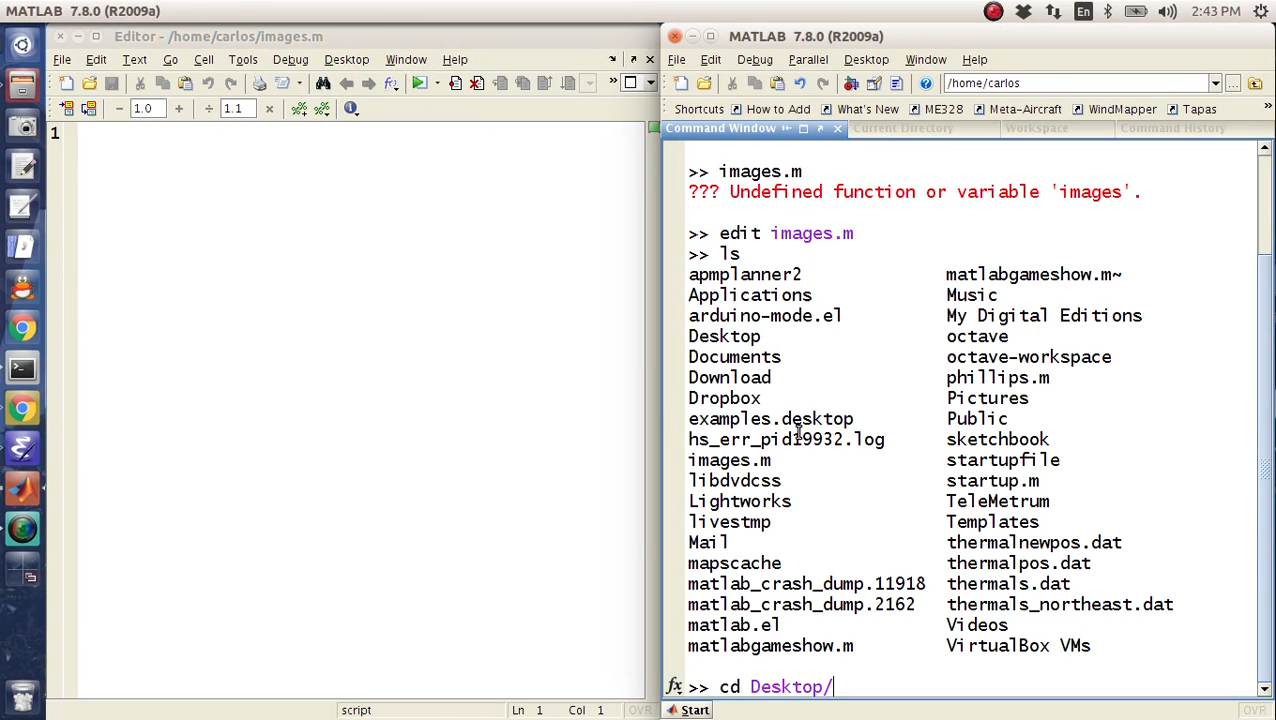 MATLAB 7.8.0 (R2009a)
En
2:43 PM
Editor - /home/carlos/images.m
File Edit Text Go Cell Tools Debug Desktop Window Help
1.0
1.1
1
script
Ln 1 Col 1 OVR
MATLAB 7.8.0 (R2009a)
File Edit Debug Parallel Desktop Window Help
/home/carlos
Shortcuts How to Add What's New ME328 Meta-Aircraft WindMapper Tapas
Command Window Current Directory Workspace Command History
>> images.m
??? Undefined function or variable 'images'.
>> edit images.m
>> ls
apmplanner2 matlabgameshow.m~
Applications Music
arduino-mode.el My Digital Editions
Desktop octave
Documents octave-workspace
Download phillips.m
Dropbox Pictures
examples.desktop Public
hs_err_pid19932.log sketchbook
images.m startupfile
libdvdcss startup.m
Lightworks TeleMetrum
livestmp Templates
Mail thermalnewpos.dat
mapscache thermalpos.dat
matlab_crash_dump.11918 thermals.dat
matlab_crash_dump.2162 thermals_northeast.dat
matlab.el Videos
matlabgameshow.m VirtualBox VMs
fx >> cd Desktop/
Start
OVR